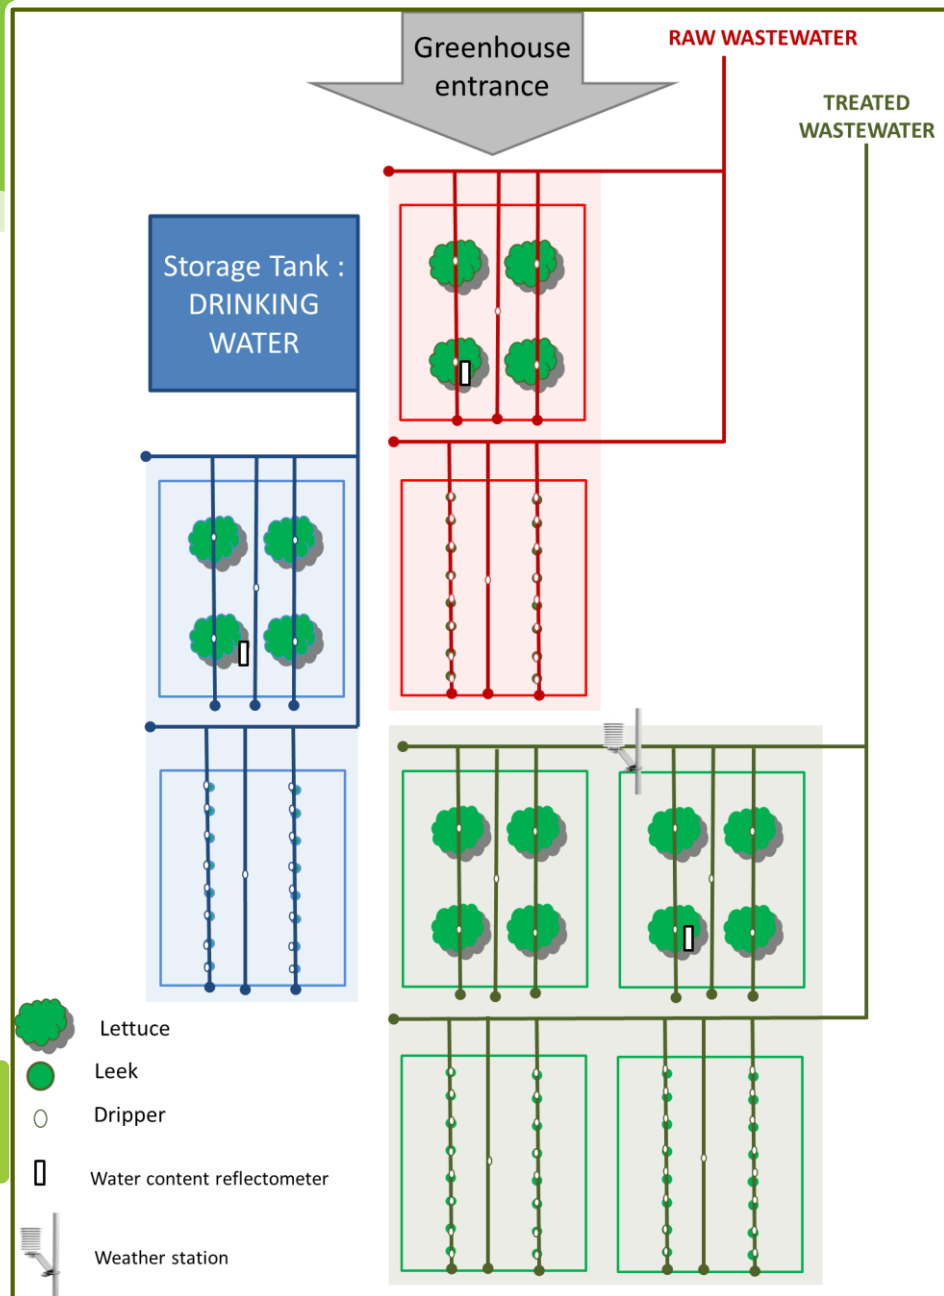 Greenhouse
entrance
RAW WASTEWATER
TREATED
WASTEWATER
Storage Tank :
DRINKING
WATER
Lettuce
Leek
Dripper
Water content reflectometer
Weather station